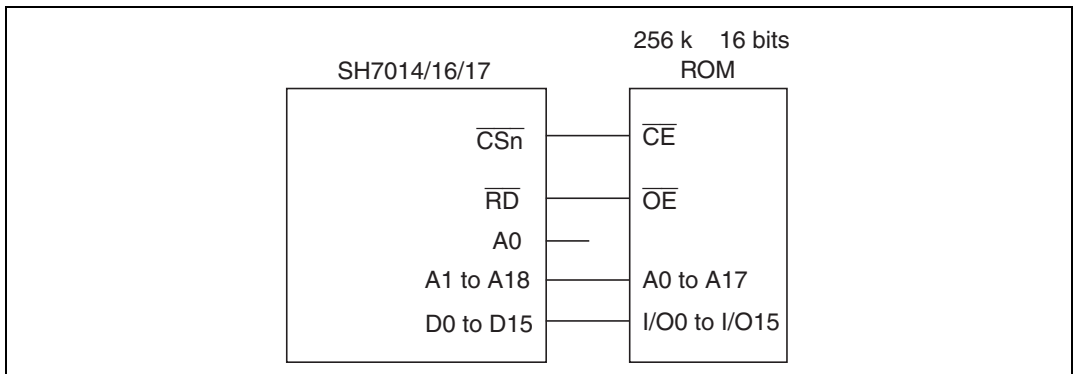 256 k 16 bits
SH7014/16/17 ROM
CSn CE
RD OE
A0
A1 to A18 A0 to A17
D0 to D15 I/O0 to I/O15